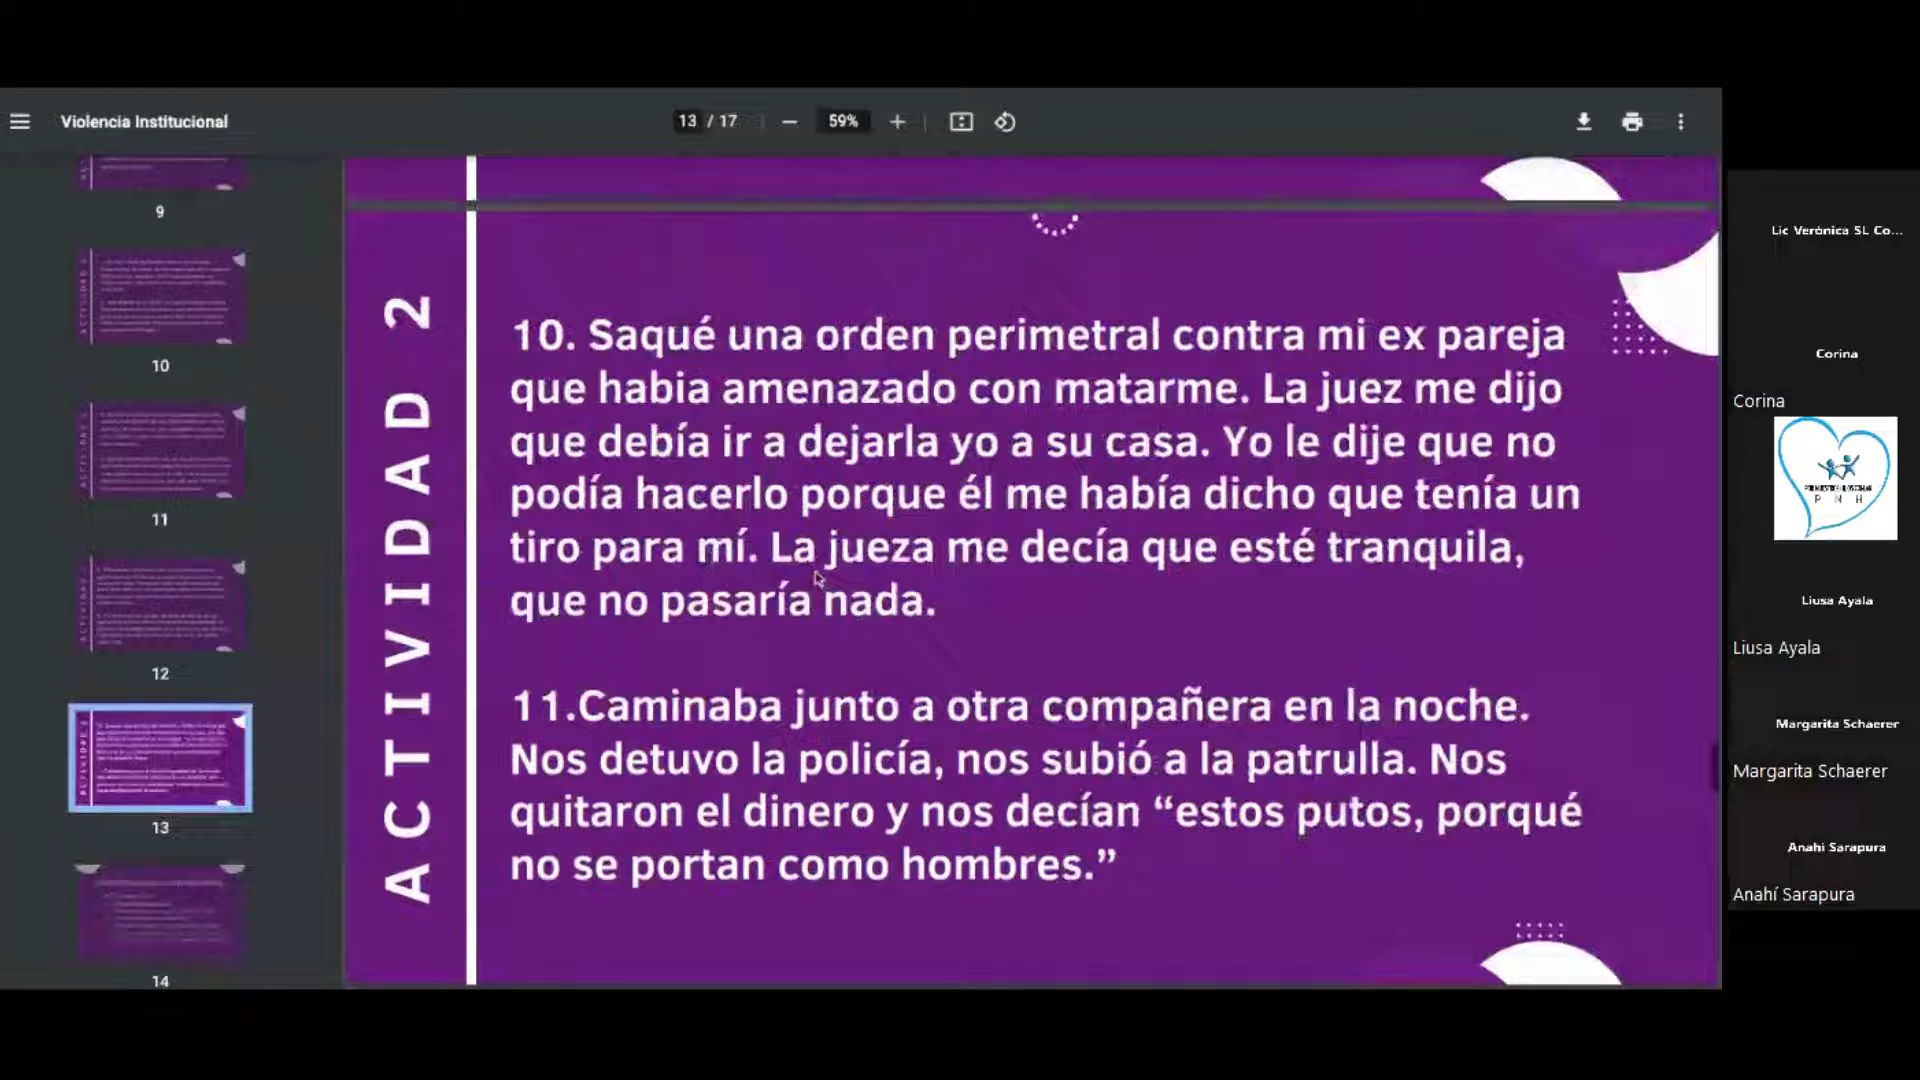 Violencia Institucional
13 / 17
59%
9
10
11
12
13
14
ACTIVIDAD 2
10. Saqué una orden perimetral contra mi ex pareja
que habia amenazado con matarme. La juez me dijo
que debía ir a dejarla yo a su casa. Yo le dije que no
podía hacerlo porque él me había dicho que tenía un
tiro para mí. La jueza me decía que esté tranquila,
que no pasaría nada.
11.Caminaba junto a otra compañera en la noche.
Nos detuvo la policía, nos subió a la patrulla. Nos
quitaron el dinero y nos decían “estos putos, porqué
no se portan como hombres.”
Lic Verónica SL Co...
Corina
Corina
P N H
Liusa Ayala
Liusa Ayala
Margarita Schaerer
Margarita Schaerer
Anahí Sarapura
Anahí Sarapura